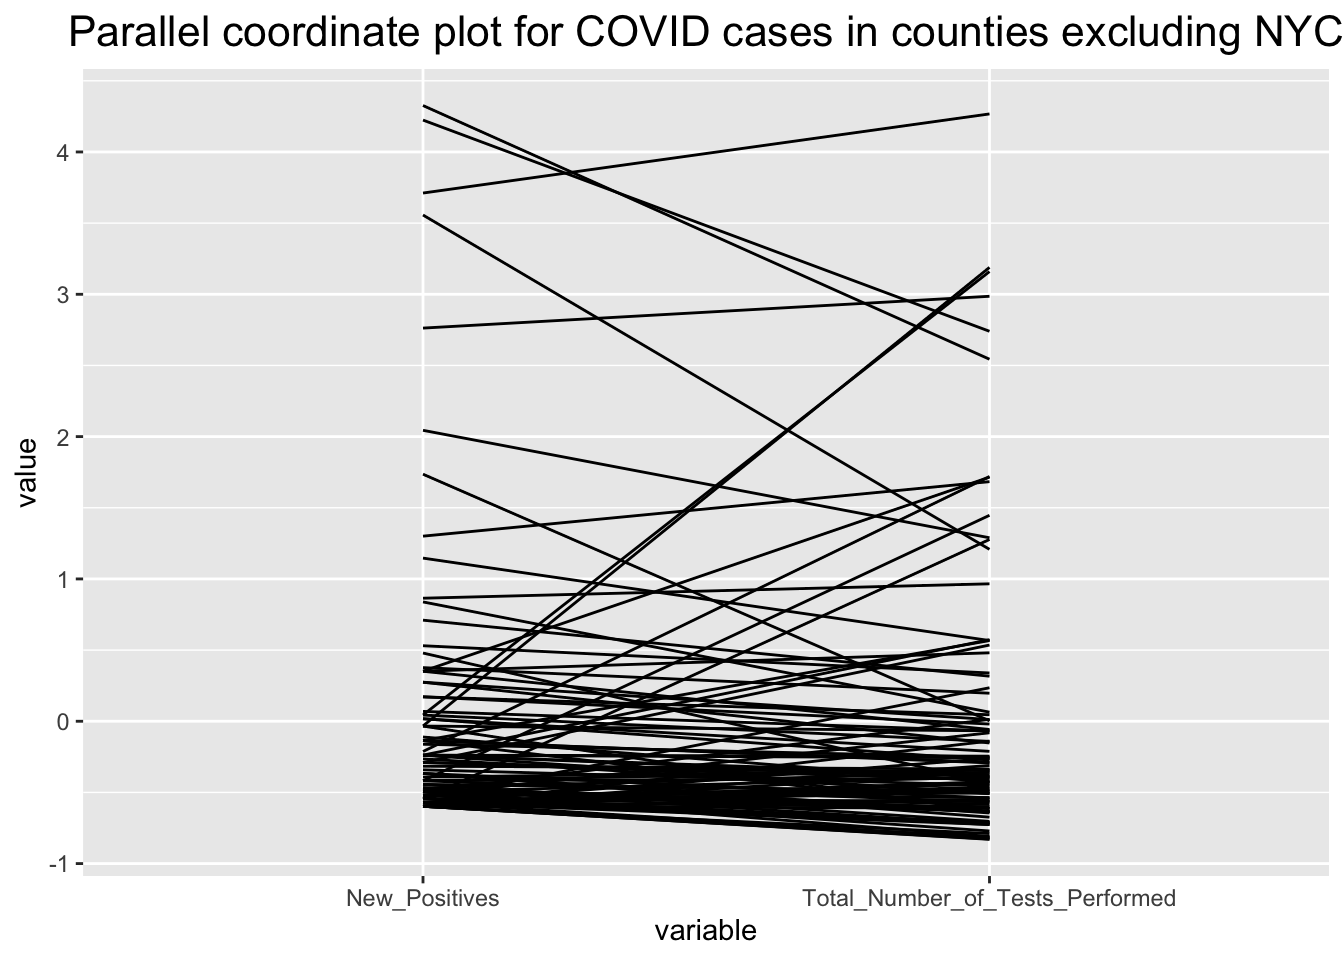 Parallel coordinate plot for COVID cases in counties excluding NYC
4
3
2
1
0
-1
value
New_Positives
Total_Number_of_Tests_Performed
variable